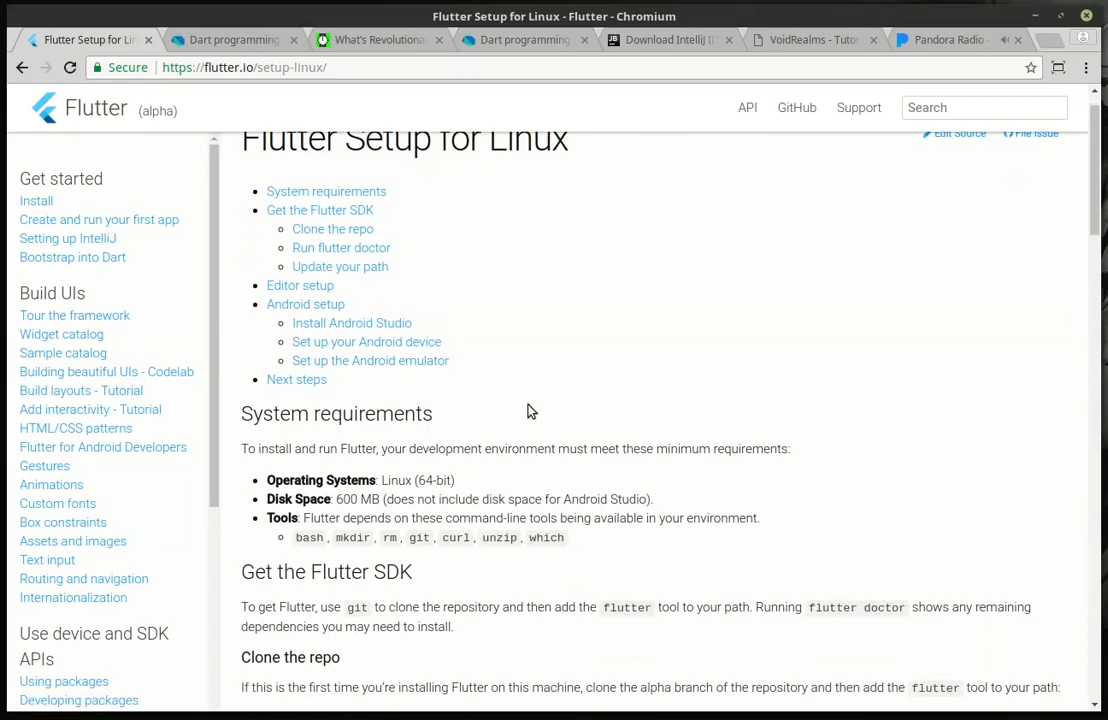 Flutter Setup for Linux - Flutter - Chromium
Flutter Setup for Lin
Dart programming
What's Revolutiona
Dart programming
Download IntelliJ ID
VoidRealms - Tutor
Pandora Radio -
Secure https://flutter.io/setup-linux/
Flutter (alpha)
API GitHub Support Search
Flutter Setup for Linux
Edit Source File Issue
Get started
Install
Create and run your first app
Setting up IntelliJ
Bootstrap into Dart
Build UIs
Tour the framework
Widget catalog
Sample catalog
Building beautiful UIs - Codelab
Build layouts - Tutorial
Add interactivity - Tutorial
HTML/CSS patterns
Flutter for Android Developers
Gestures
Animations
Custom fonts
Box constraints
Assets and images
Text input
Routing and navigation
Internationalization
Use device and SDK
APIs
Using packages
Developing packages
System requirements
Get the Flutter SDK
Clone the repo
Run flutter doctor
Update your path
Editor setup
Android setup
Install Android Studio
Set up your Android device
Set up the Android emulator
Next steps
System requirements
To install and run Flutter, your development environment must meet these minimum requirements:
Operating Systems: Linux (64-bit)
Disk Space: 600 MB (does not include disk space for Android Studio).
Tools: Flutter depends on these command-line tools being available in your environment.
bash, mkdir, rm, git, curl, unzip, which
Get the Flutter SDK
To get Flutter, use git to clone the repository and then add the flutter tool to your path. Running flutter doctor shows any remaining
dependencies you may need to install.
Clone the repo
If this is the first time you're installing Flutter on this machine, clone the alpha branch of the repository and then add the flutter tool to your path: